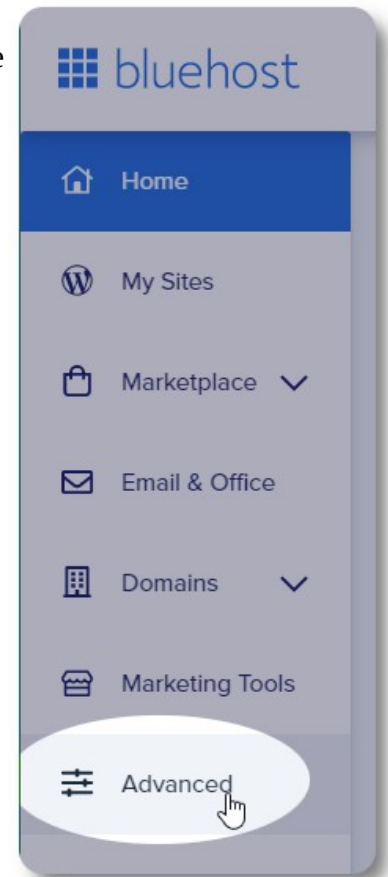 e
bluehost
Home
My Sites
Marketplace
Email & Office
Domains
Marketing Tools
Advanced